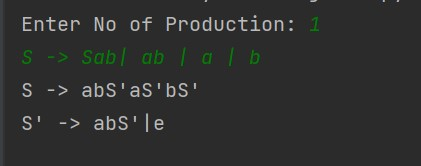 Enter No of Production: 1
S -> Sab| ab | a | b
S -> abS'aS'bS'
S' -> abS'|e